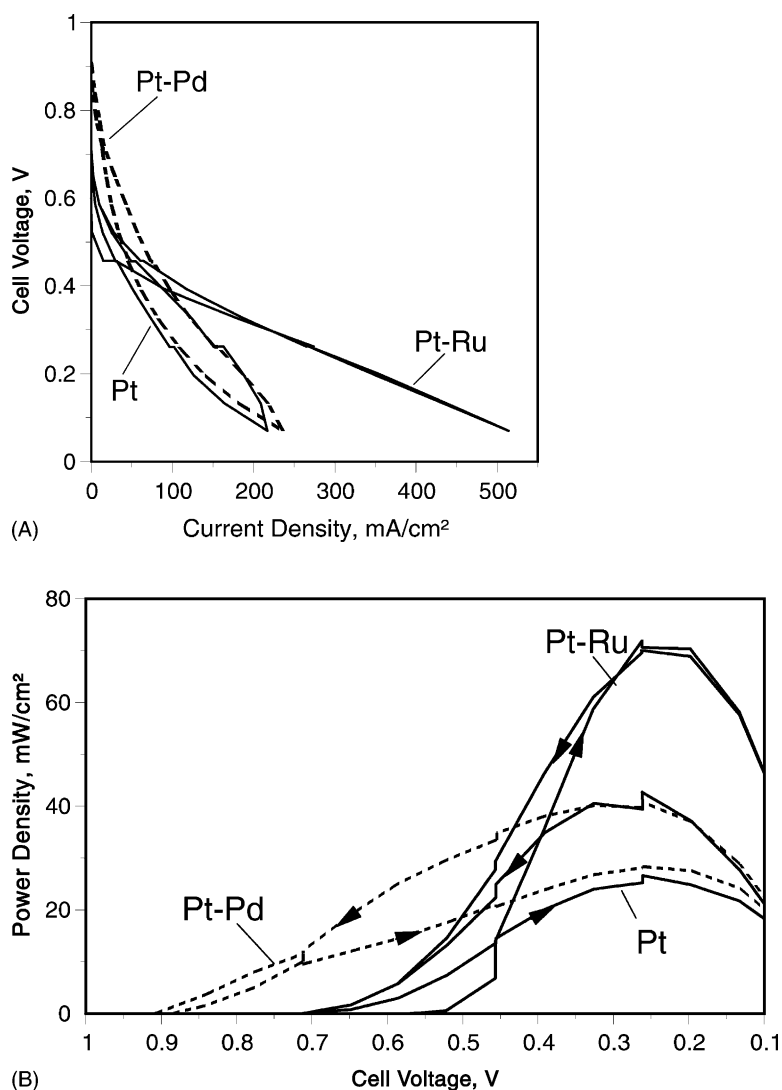 1
Pt-Pd
0.8
0.6
Cell Voltage, V
0.4
Pt-Ru
0.2
Pt
0
0 100 200 300 400 500
(A) Current Density, mA/cm²
80
Pt-Ru
60
Power Density, mW/cm²
40
Pt-Pd
20
Pt
0
1 0.9 0.8 0.7 0.6 0.5 0.4 0.3 0.2 0.1
(B) Cell Voltage, V